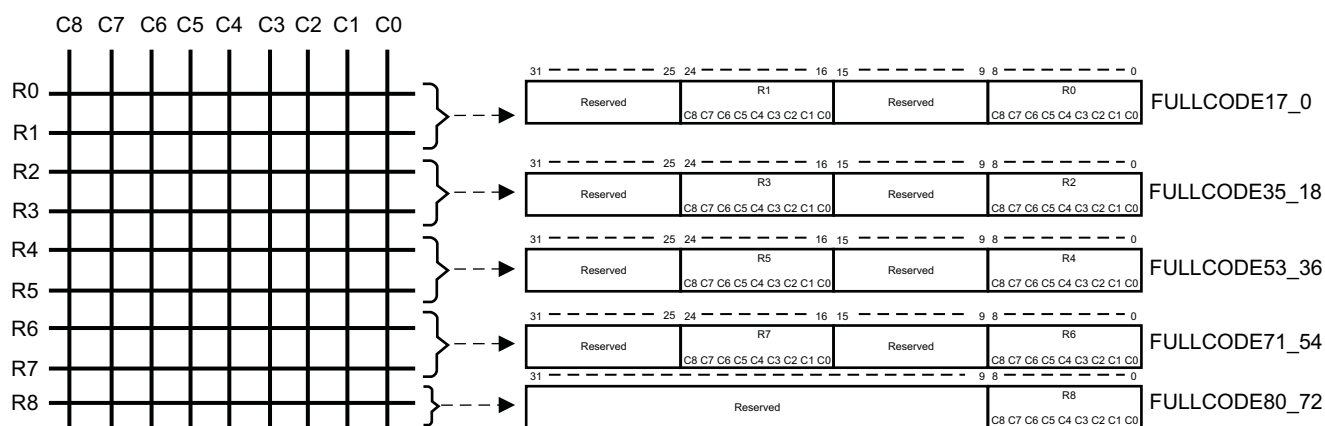 C8 C7 C6 C5 C4 C3 C2 C1 C0
R0
R1
R2
R3
R4
R5
R6
R7
R8
31 25 24 16 15 9 8 0
Reserved R1 Reserved R0
C8 C7 C6 C5 C4 C3 C2 C1 C0 C8 C7 C6 C5 C4 C3 C2 C1 C0
FULLCODE17_0
31 25 24 16 15 9 8 0
Reserved R3 Reserved R2
C8 C7 C6 C5 C4 C3 C2 C1 C0 C8 C7 C6 C5 C4 C3 C2 C1 C0
FULLCODE35_18
31 25 24 16 15 9 8 0
Reserved R5 Reserved R4
C8 C7 C6 C5 C4 C3 C2 C1 C0 C8 C7 C6 C5 C4 C3 C2 C1 C0
FULLCODE53_36
31 25 24 16 15 9 8 0
Reserved R7 Reserved R6
C8 C7 C6 C5 C4 C3 C2 C1 C0 C8 C7 C6 C5 C4 C3 C2 C1 C0
FULLCODE71_54
31 9 8 0
Reserved R8
C8 C7 C6 C5 C4 C3 C2 C1 C0
FULLCODE80_72